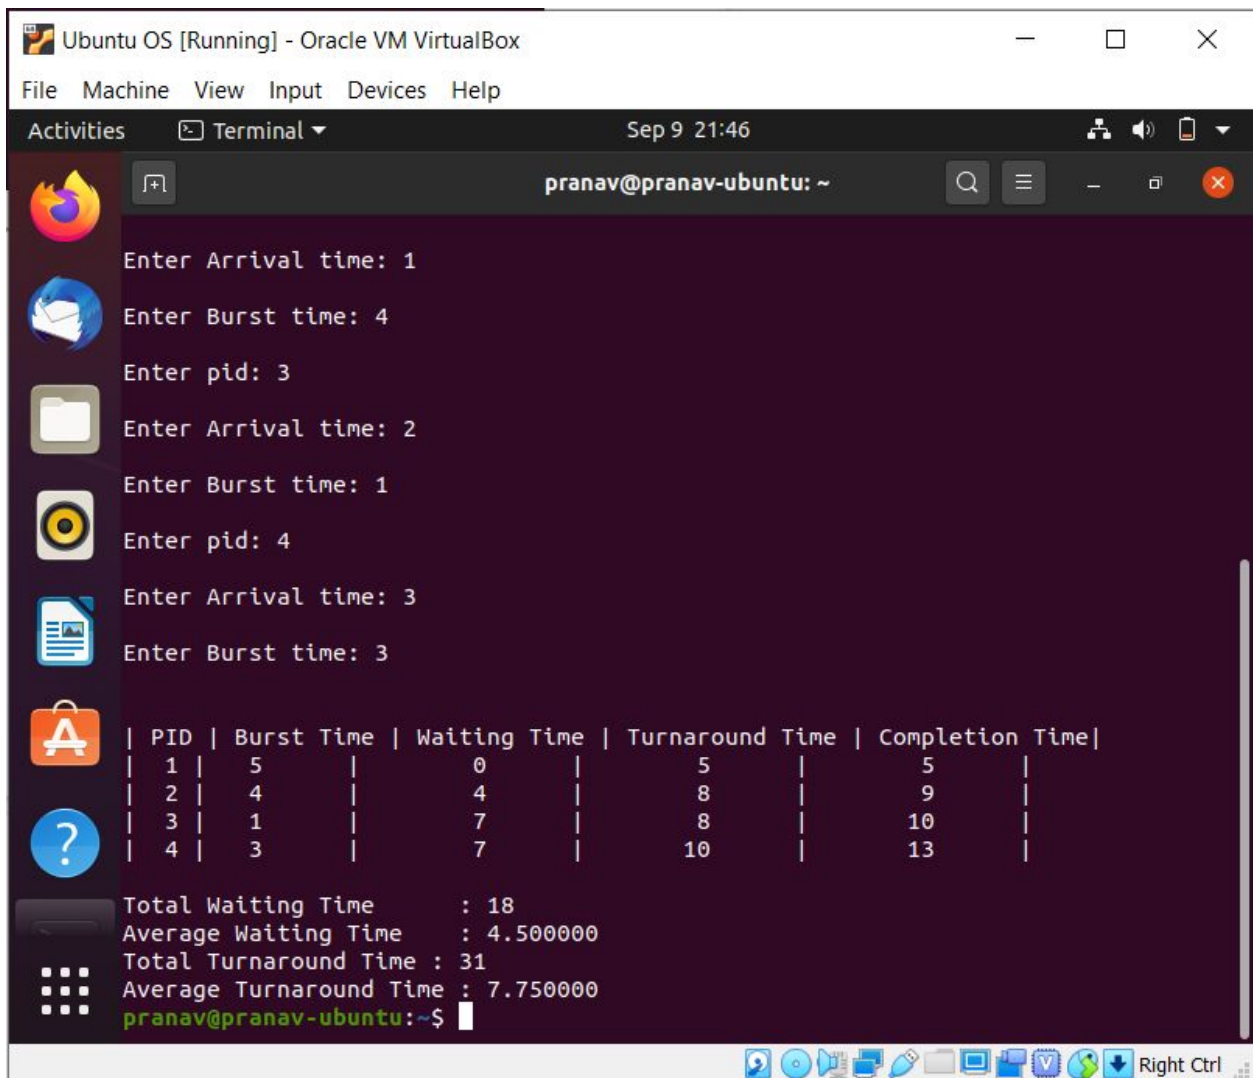 Ubuntu OS [Running] - Oracle VM VirtualBox
File Machine View Input Devices Help
Activities Terminal Sep 9 21:46
pranav@pranav-ubuntu: ~
Enter Arrival time: 1
Enter Burst time: 4
Enter pid: 3
Enter Arrival time: 2
Enter Burst time: 1
Enter pid: 4
Enter Arrival time: 3
Enter Burst time: 3
| PID | Burst Time | Waiting Time | Turnaround Time | Completion Time|
| 1 | 5 | 0 | 5 | 5 |
| 2 | 4 | 4 | 8 | 9 |
| 3 | 1 | 7 | 8 | 10 |
| 4 | 3 | 7 | 10 | 13 |
Total Waiting Time : 18
Average Waiting Time : 4.500000
Total Turnaround Time : 31
Average Turnaround Time : 7.750000
pranav@pranav-ubuntu:~$
Right Ctrl